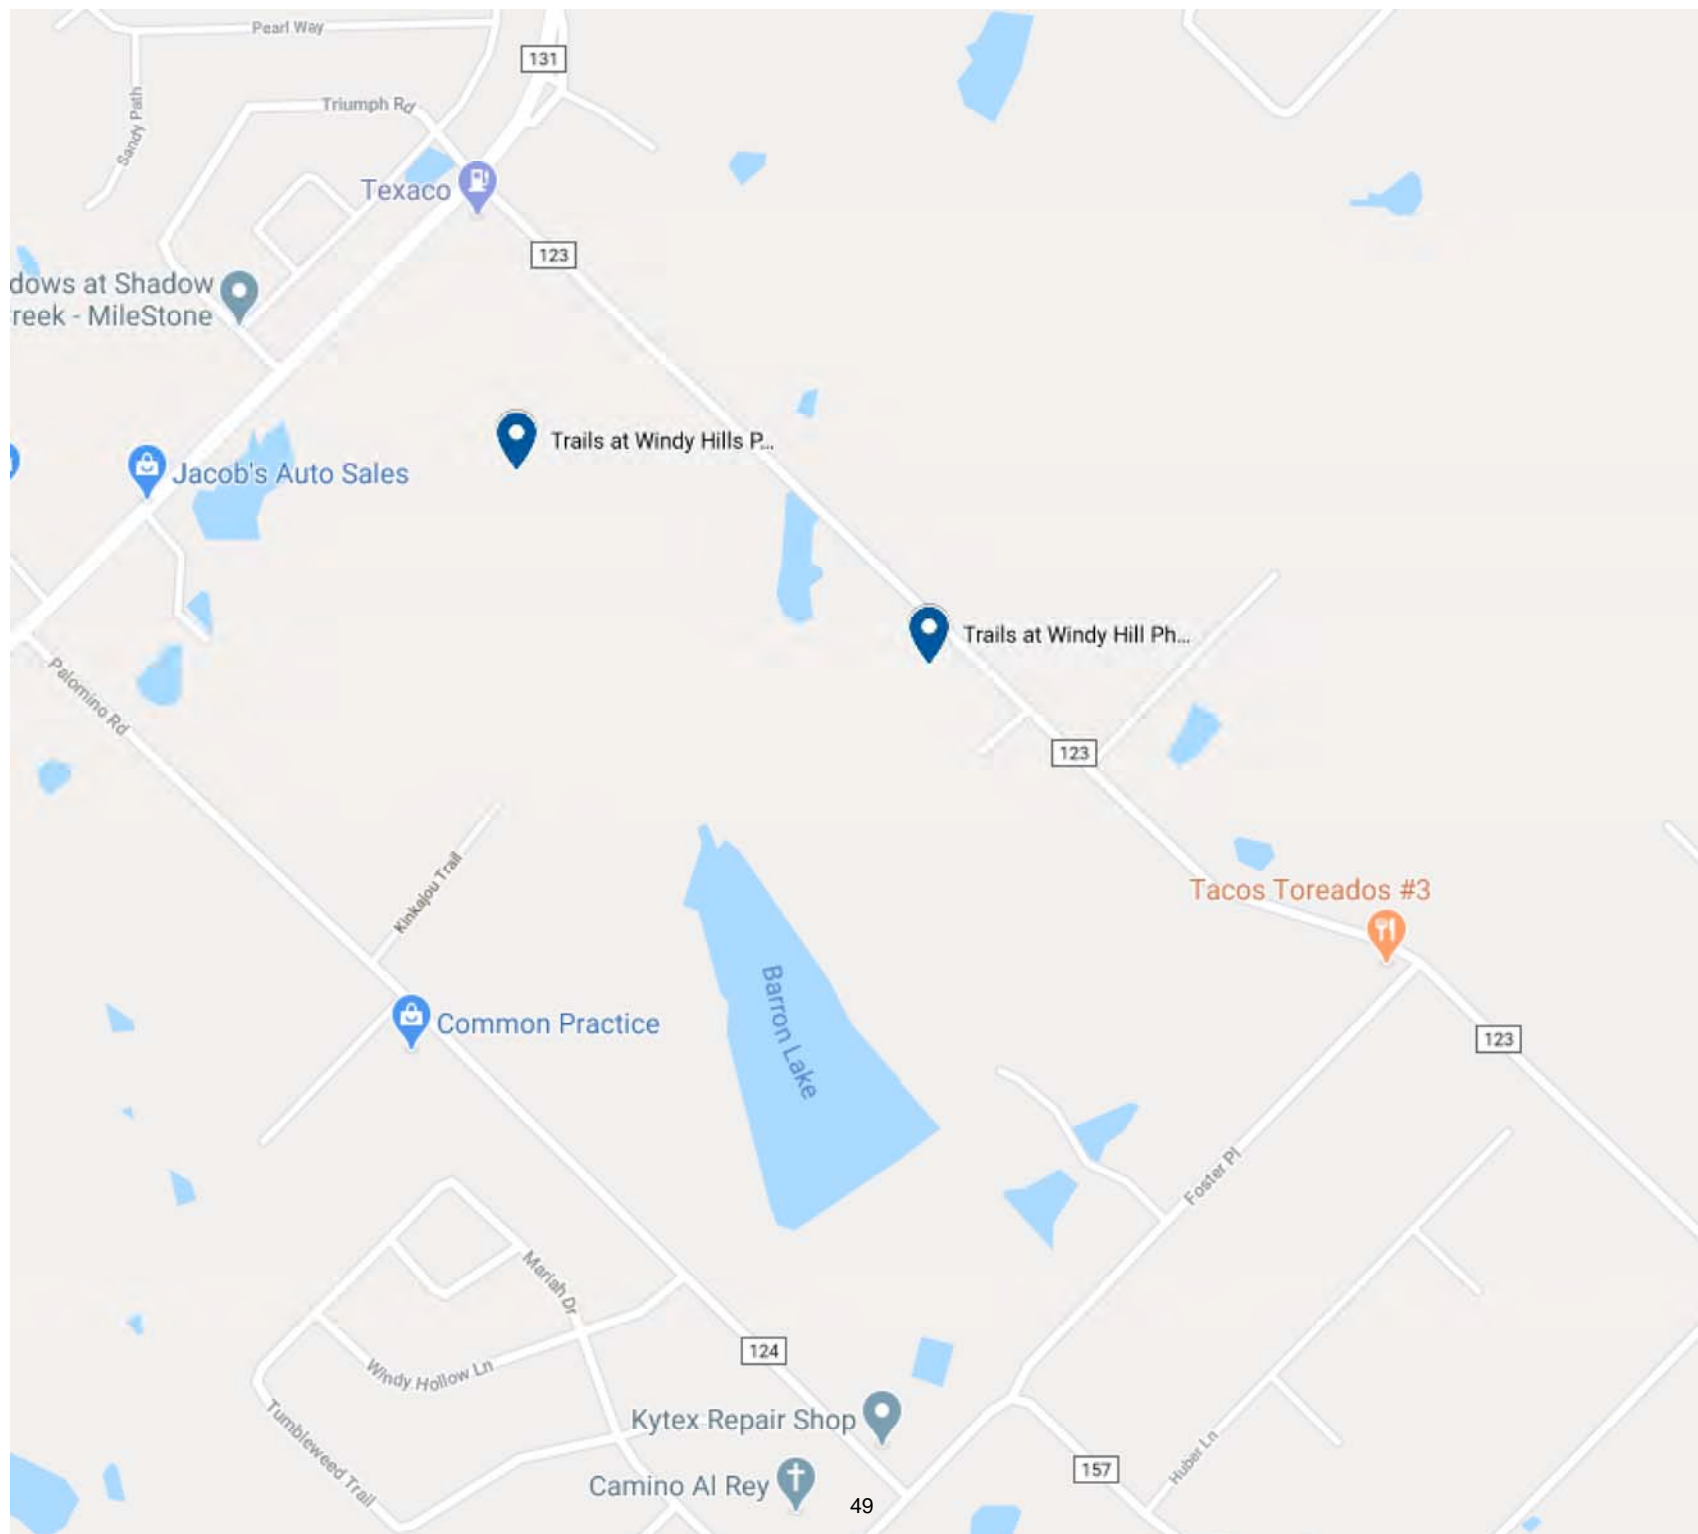 Pearl Way
131
Triumph Rd
Sandy Path
Texaco
123
dows at Shadow
reek - MileStone
Trails at Windy Hills P...
Jacob's Auto Sales
Trails at Windy Hill Ph...
Palomino Rd
123
Kinkajou Trail
Tacos Toreados #3
Barron Lake
Common Practice
123
Foster Pl
Mariah Dr
124
Windy Hollow Ln
Tumbleweed Trail
Kytex Repair Shop
Huber Ln
157
Camino Al Rey
49